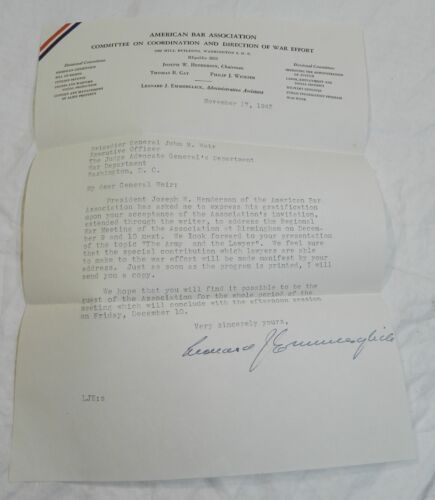 AMERICAN BAR ASSOCIATION
COMMITTEE ON COORDINATION AND DIRECTION OF WAR EFFORT
WASHINGTON
JOSEPH W. HENDERSON, Chairman
THOMAS B. GAY PHILIP J. WICKSER
LEONARD J. EMMERGLICK, Administrative Assistant
Divisional Committees
Divisional Committees
WAR WORK
November 17, 1943
Brigadier General John M. Weir
Executive Officer
The Judge Advocate General's Department
War Department
Washington, D. C.
My dear General Weir:
President Joseph W. Henderson of the American Bar
Association has asked me to express his gratification
upon your acceptance of the Association's invitation,
extended through the writer, to address the Regional
War Meeting of the Association at Birmingham on Decem-
ber 9 and 10 next. We look forward to your presentation
of the topic "The Army and the Lawyer". We feel sure
that the special contribution which lawyers are able
to make to the war effort will be made manifest by your
address. Just as soon as the program is printed, I will
send you a copy.
We hope that you will find it possible to be the
guest of the Association for the whole period of the
meeting which will conclude with the afternoon session
on Friday, December 10.
Very sincerely yours,
Leonard J Emmerglick
LJE:s